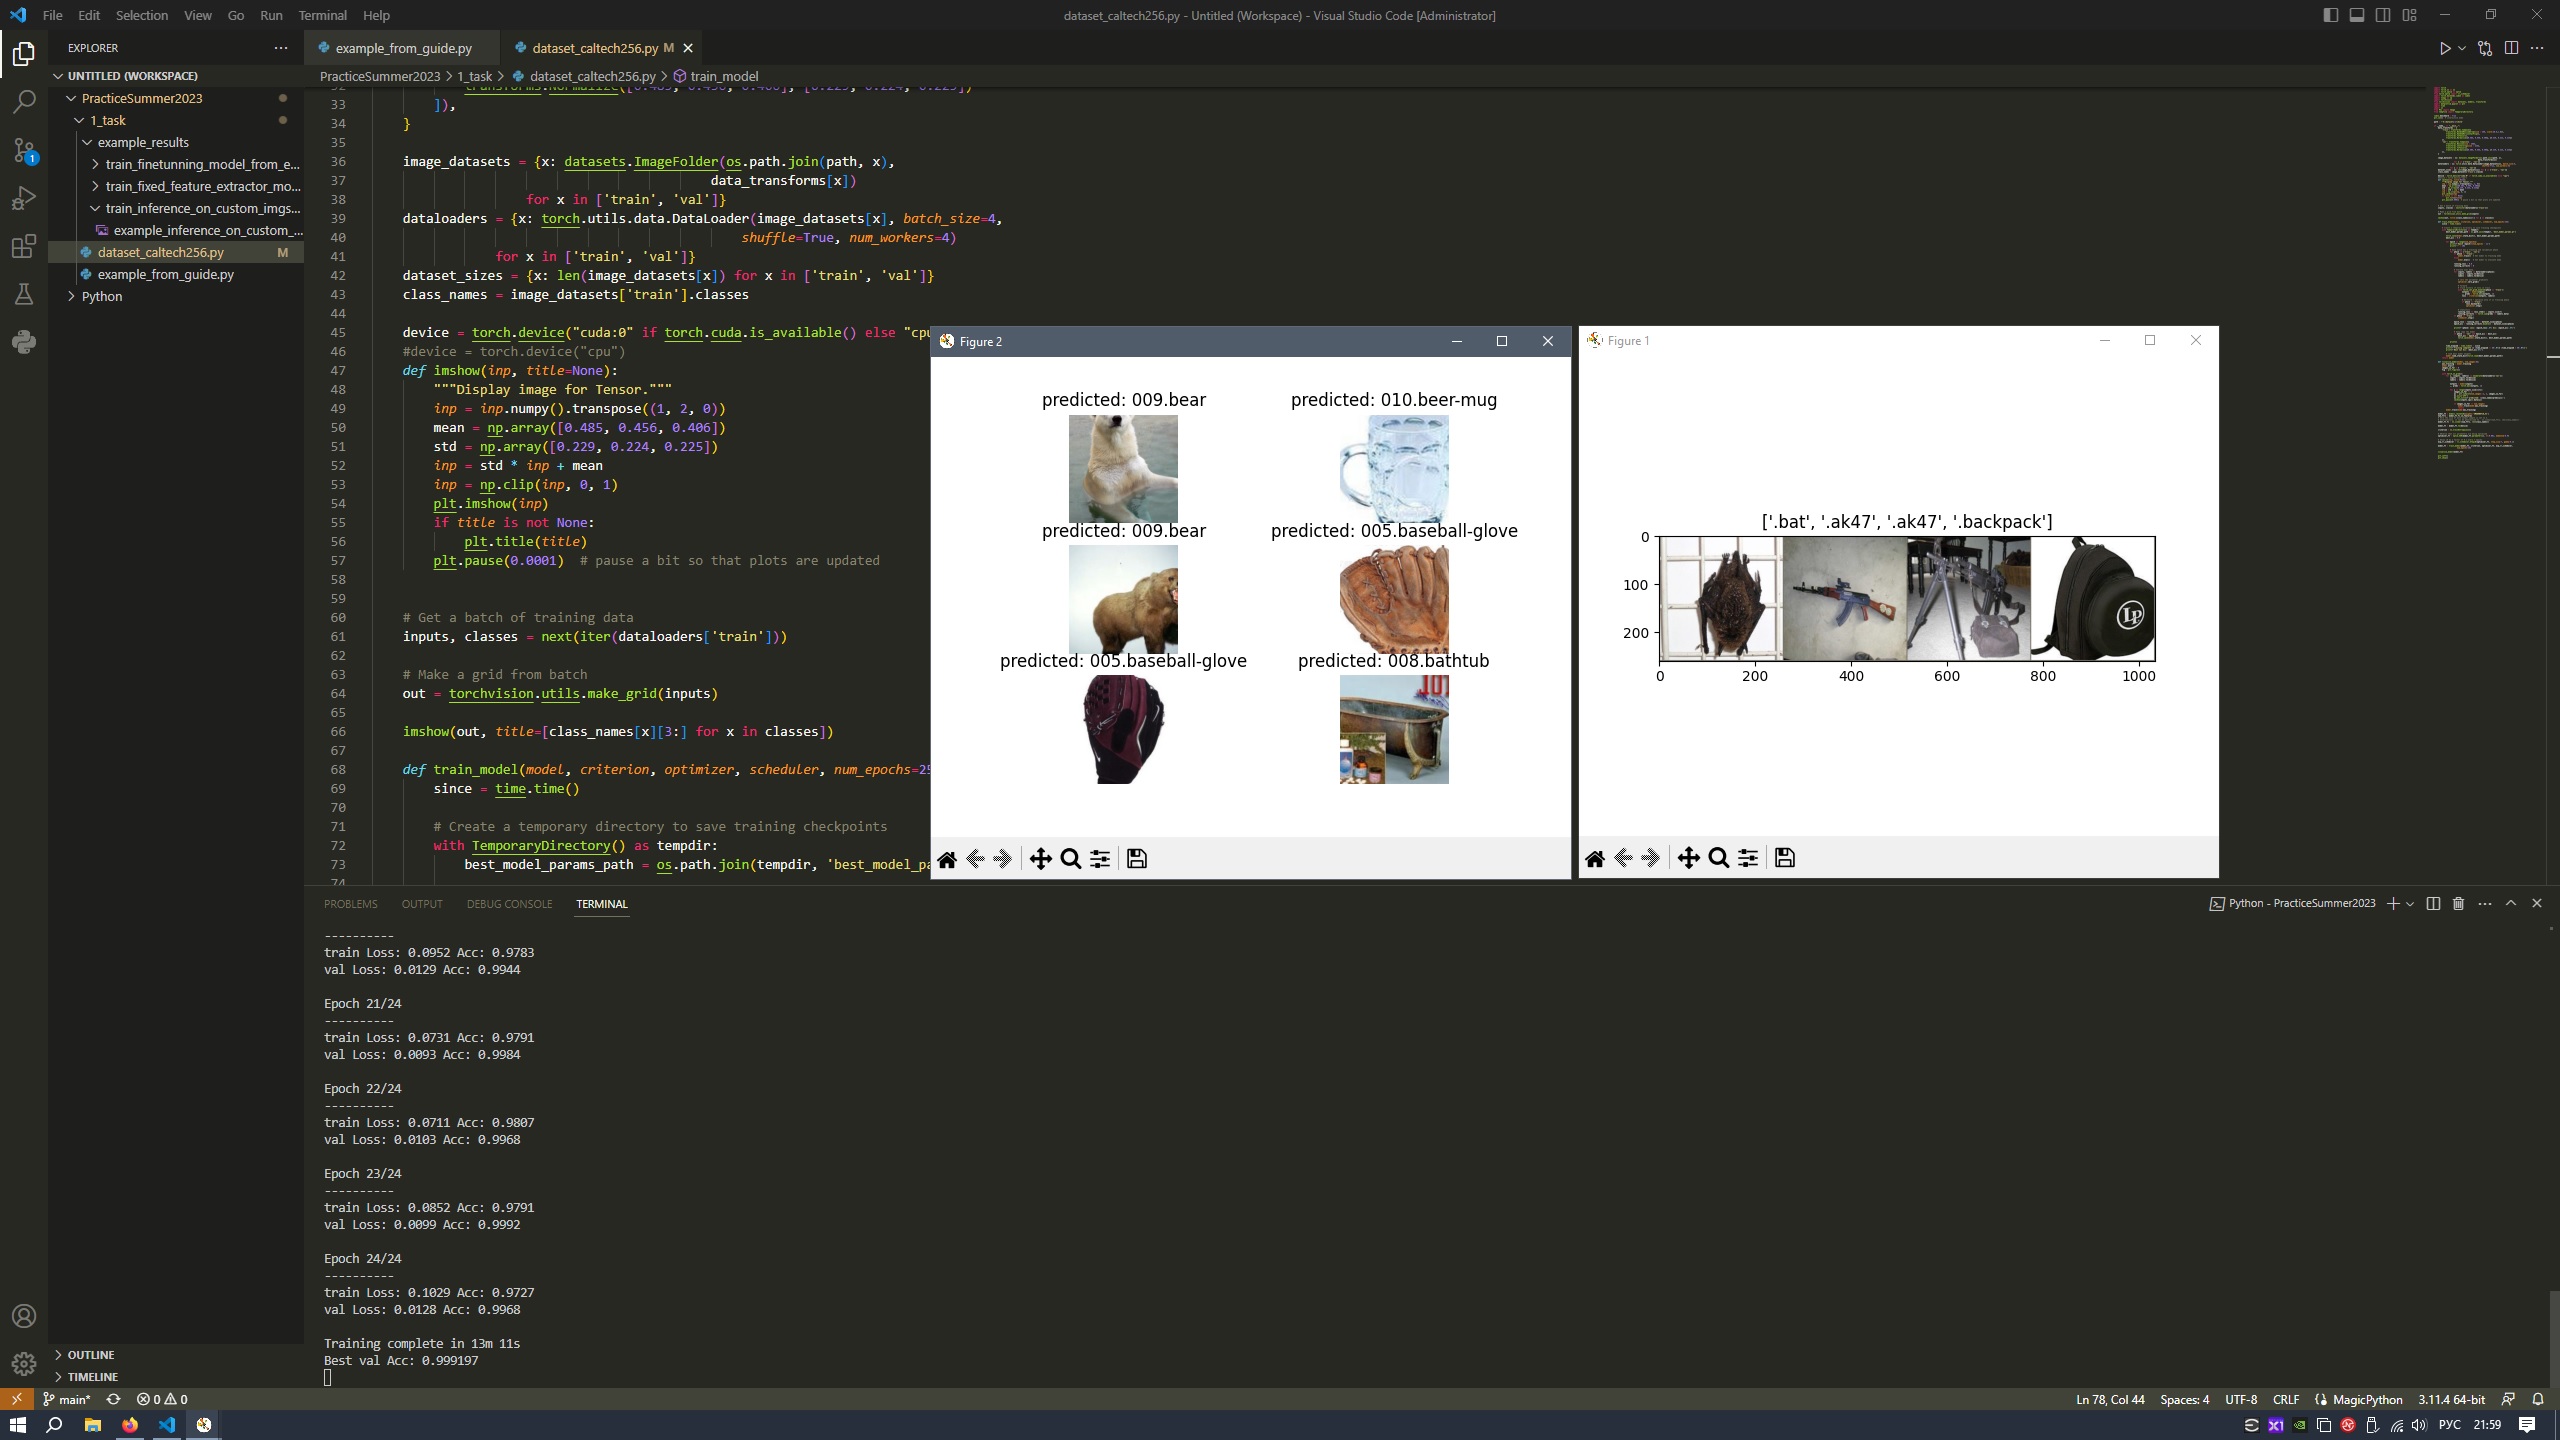 File Edit Selection View Go Run Terminal Help
dataset_caltech256.py - Untitled (Workspace) - Visual Studio Code [Administrator]
EXPLORER
UNTITLED (WORKSPACE)
PracticeSummer2023
1_task
example_results
train_finetunning_model_from_e...
train_fixed_feature_extractor_mo...
train_inference_on_custom_imgs...
example_inference_on_custom_...
dataset_caltech256.py M
example_from_guide.py
Python
OUTLINE
TIMELINE
example_from_guide.py
dataset_caltech256.py M
PracticeSummer2023 > 1_task > dataset_caltech256.py > train_model
33 ]),
34 }
35
36 image_datasets = {x: datasets.ImageFolder(os.path.join(path, x),
37 data_transforms[x])
38 for x in ['train', 'val']}
39 dataloaders = {x: torch.utils.data.DataLoader(image_datasets[x], batch_size=4,
40 shuffle=True, num_workers=4)
41 for x in ['train', 'val']}
42 dataset_sizes = {x: len(image_datasets[x]) for x in ['train', 'val']}
43 class_names = image_datasets['train'].classes
44
45 device = torch.device("cuda:0" if torch.cuda.is_available() else "cpu
46 #device = torch.device("cpu")
47 def imshow(inp, title=None):
48 """Display image for Tensor."""
49 inp = inp.numpy().transpose((1, 2, 0))
50 mean = np.array([0.485, 0.456, 0.406])
51 std = np.array([0.229, 0.224, 0.225])
52 inp = std * inp + mean
53 inp = np.clip(inp, 0, 1)
54 plt.imshow(inp)
55 if title is not None:
56 plt.title(title)
57 plt.pause(0.0001)  # pause a bit so that plots are updated
58
59
60 # Get a batch of training data
61 inputs, classes = next(iter(dataloaders['train']))
62
63 # Make a grid from batch
64 out = torchvision.utils.make_grid(inputs)
65
66 imshow(out, title=[class_names[x][3:] for x in classes])
67
68 def train_model(model, criterion, optimizer, scheduler, num_epochs=25
69 since = time.time()
70
71 # Create a temporary directory to save training checkpoints
72 with TemporaryDirectory() as tempdir:
73 best_model_params_path = os.path.join(tempdir, 'best_model_pa
74
Figure 2
predicted: 009.bear
predicted: 010.beer-mug
predicted: 009.bear
predicted: 005.baseball-glove
predicted: 005.baseball-glove
predicted: 008.bathtub
Figure 1
['.bat', '.ak47', '.ak47', '.backpack']
LP
0
100
200
0 200 400 600 800 1000
PROBLEMS OUTPUT DEBUG CONSOLE TERMINAL
Python - PracticeSummer2023
----------
train Loss: 0.0952 Acc: 0.9783
val Loss: 0.0129 Acc: 0.9944
Epoch 21/24
----------
train Loss: 0.0731 Acc: 0.9791
val Loss: 0.0093 Acc: 0.9984
Epoch 22/24
----------
train Loss: 0.0711 Acc: 0.9807
val Loss: 0.0103 Acc: 0.9968
Epoch 23/24
----------
train Loss: 0.0852 Acc: 0.9791
val Loss: 0.0099 Acc: 0.9992
Epoch 24/24
----------
train Loss: 0.1029 Acc: 0.9727
val Loss: 0.0128 Acc: 0.9968
Training complete in 13m 11s
Best val Acc: 0.999197
main* 0 0
Ln 78, Col 44 Spaces: 4 UTF-8 CRLF MagicPython 3.11.4 64-bit
РУС 21:59